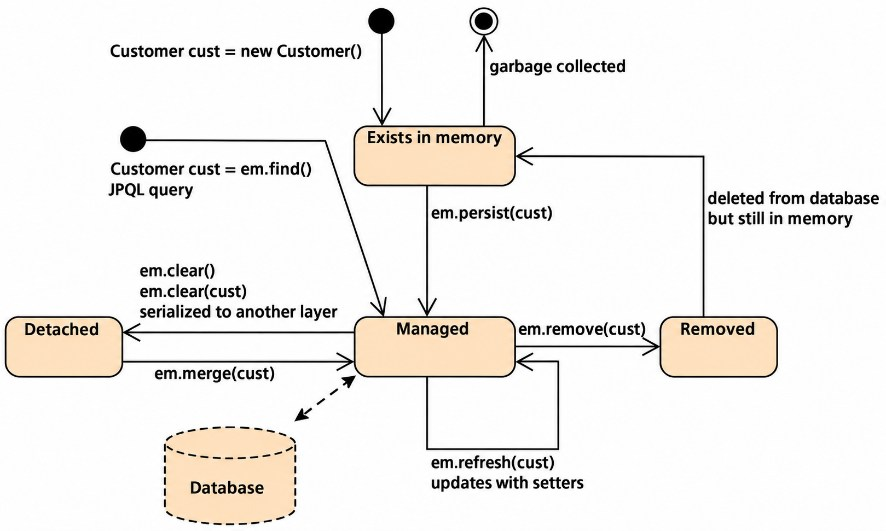 Customer cust = new Customer()
garbage collected
Exists in memory
Customer cust = em.find()
JPQL query
em.persist(cust)
deleted from database
but still in memory
em.clear()
em.clear(cust)
serialized to another layer
Detached
Managed
em.remove(cust)
Removed
em.merge(cust)
em.refresh(cust)
updates with setters
Database